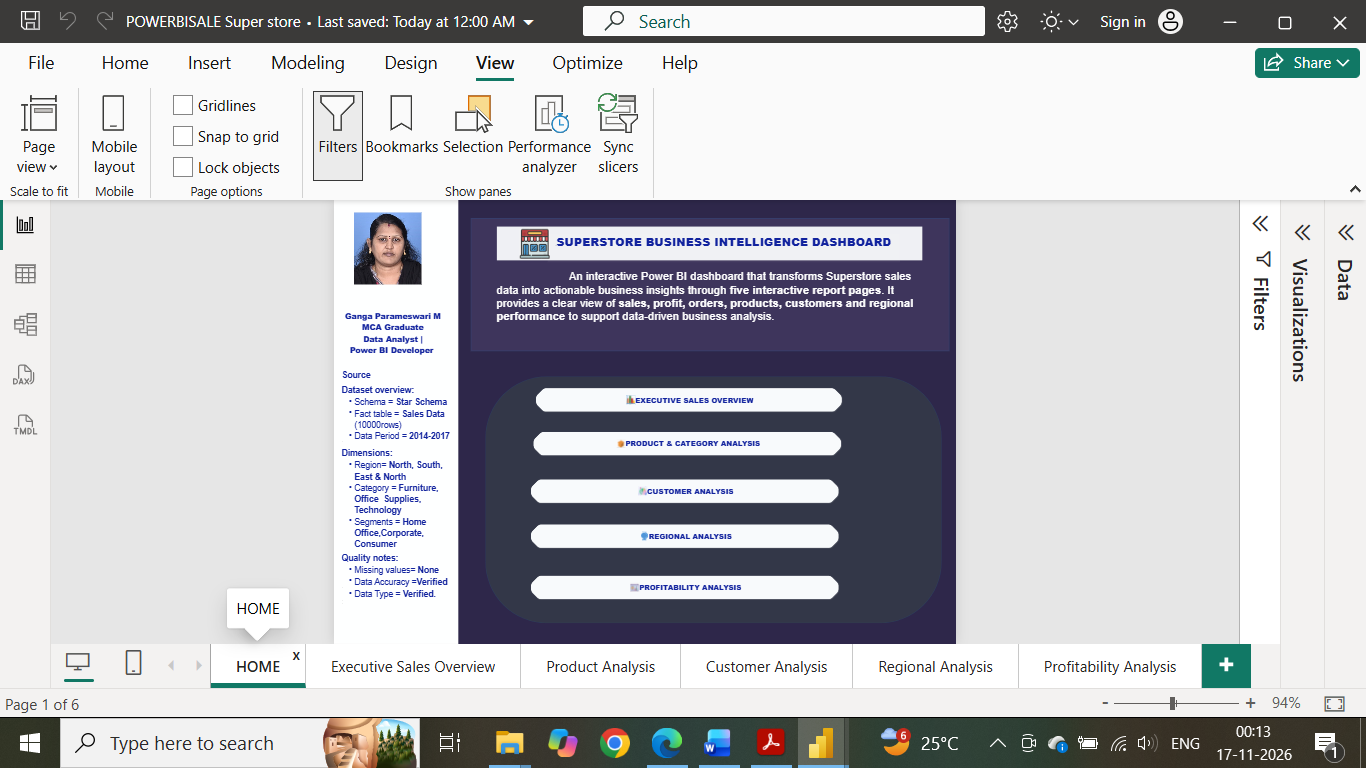 POWERBISALE Super store • Last saved: Today at 12:00 AM
Search
Sign in
File
Home
Insert
Modeling
Design
View
Optimize
Help
Share
Page view
Mobile layout
Gridlines
Snap to grid
Lock objects
Filters
Bookmarks
Selection
Performance analyzer
Sync slicers
Scale to fit
Mobile
Page options
Show panes
DAX
TMDL
Ganga Parameswari M
MCA Graduate
Data Analyst |
Power BI Developer
Source
Dataset overview:
• Schema = Star Schema
• Fact table = Sales Data
(10000rows)
• Data Period = 2014-2017
Dimensions:
• Region= North, South,
East & North
• Category = Furniture,
Office Supplies,
Technology
• Segments = Home
Office,Corporate,
Consumer
Quality notes:
• Missing values= None
• Data Accuracy =Verified
• Data Type = Verified.
SUPERSTORE BUSINESS INTELLIGENCE DASHBOARD
An interactive Power BI dashboard that transforms Superstore sales
data into actionable business insights through five interactive report pages. It
provides a clear view of sales, profit, orders, products, customers and regional
performance to support data-driven business analysis.
EXECUTIVE SALES OVERVIEW
PRODUCT & CATEGORY ANALYSIS
CUSTOMER ANALYSIS
REGIONAL ANALYSIS
PROFITABILITY ANALYSIS
Filters
Visualizations
Data
HOME
HOME
x
Executive Sales Overview
Product Analysis
Customer Analysis
Regional Analysis
Profitability Analysis
+
Page 1 of 6
- + 94%
Type here to search
6
25°C
ENG
00:13
17-11-2026
1